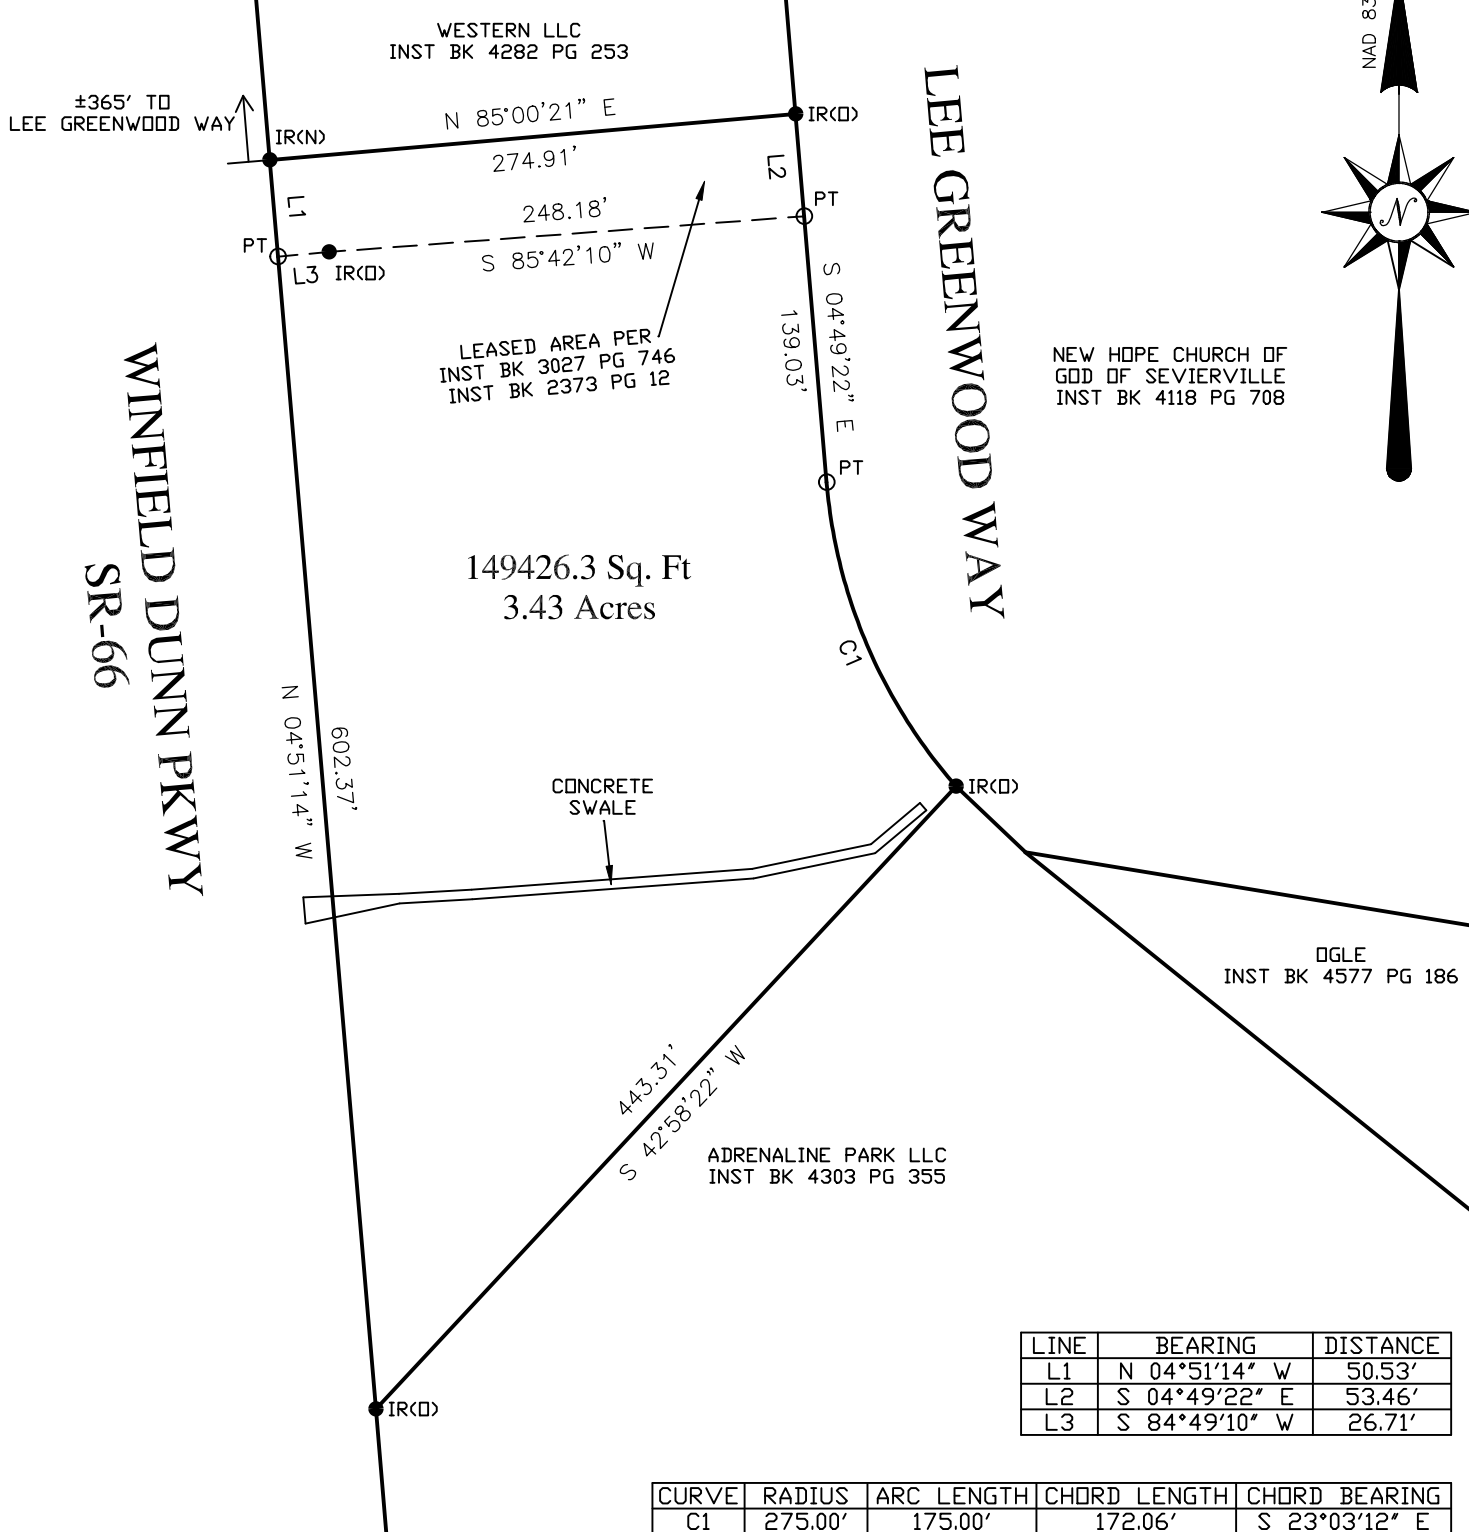 WESTERN LLC
INST BK 4282 PG 253
NAD 83
±365' TO
LEE GREENWOOD WAY
IR(N)
N 85°00'21" E
274.91'
IR(O)
L1
L2
PT
248.18'
S 85°42'10" W
PT
L3
IR(O)
LEASED AREA PER
INST BK 3027 PG 746
INST BK 2373 PG 12
S 04°49'22" E
139.03'
PT
LEE GREENWOOD WAY
N
NEW HOPE CHURCH OF
GOD OF SEVIERVILLE
INST BK 4118 PG 708
WINFIELD DUNN PKWY
SR-66
149426.3 Sq. Ft
3.43 Acres
C1
N 04°51'14" W
602.37'
CONCRETE
SWALE
IR(O)
OGLE
INST BK 4577 PG 186
443.31'
S 42°58'22" W
ADRENALINE PARK LLC
INST BK 4303 PG 355
IR(O)
LINE BEARING DISTANCE
L1 N 04°51'14" W 50.53'
L2 S 04°49'22" E 53.46'
L3 S 84°49'10" W 26.71'
CURVE RADIUS ARC LENGTH CHORD LENGTH CHORD BEARING
C1 275.00' 175.00' 172.06' S 23°03'12" E